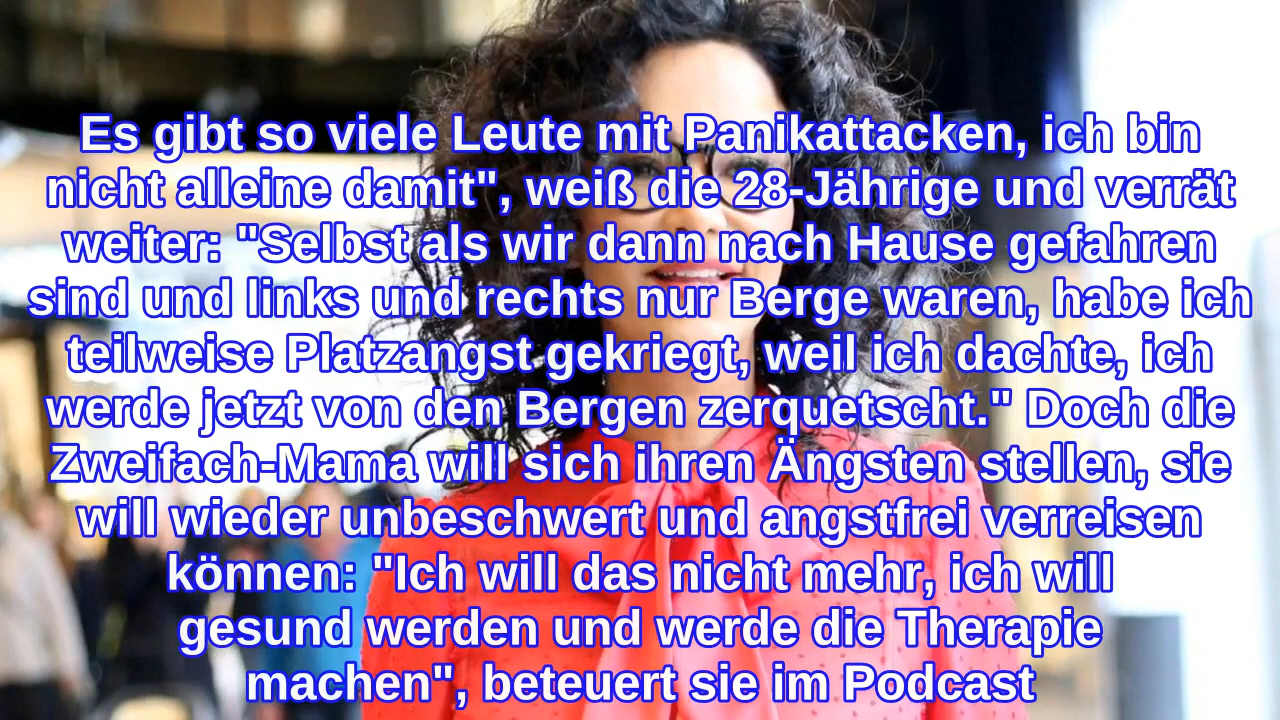 Es gibt so viele Leute mit Panikattacken, ich bin
nicht alleine damit", weiß die 28-Jährige und verrät
weiter: "Selbst als wir dann nach Hause gefahren
sind und links und rechts nur Berge waren, habe ich
teilweise Platzangst gekriegt, weil ich dachte, ich
werde jetzt von den Bergen zerquetscht." Doch die
Zweifach-Mama will sich ihren Ängsten stellen, sie
will wieder unbeschwert und angstfrei verreisen
können: "Ich will das nicht mehr, ich will
gesund werden und werde die Therapie
machen", beteuert sie im Podcast